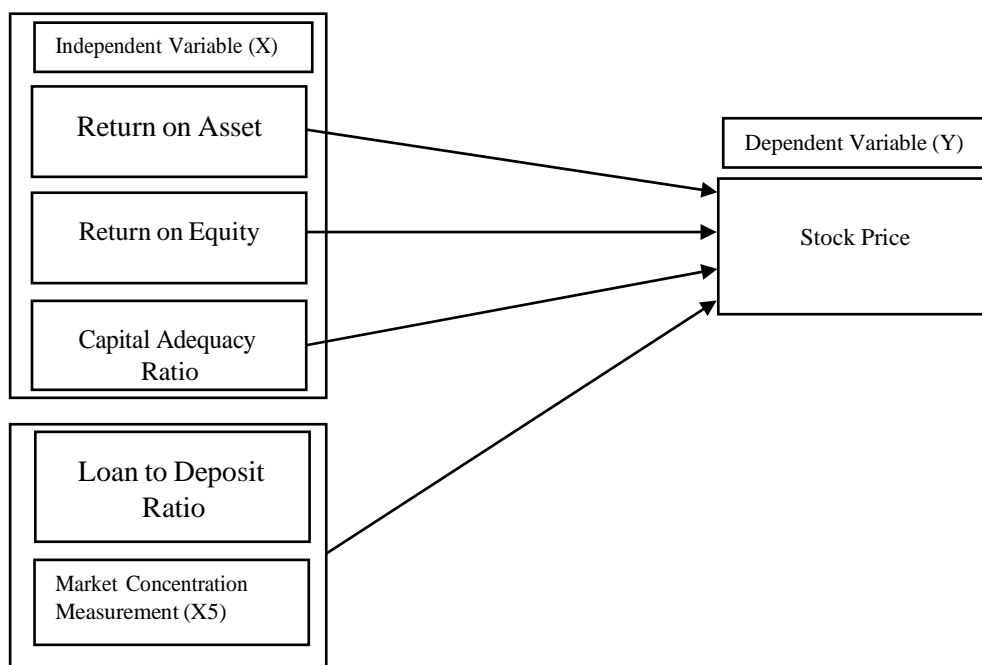 Independent Variable (X)
Return on Asset
Return on Equity
Capital Adequacy
Ratio
Loan to Deposit
Ratio
Market Concentration
Measurement (X5)
Dependent Variable (Y)
Stock Price